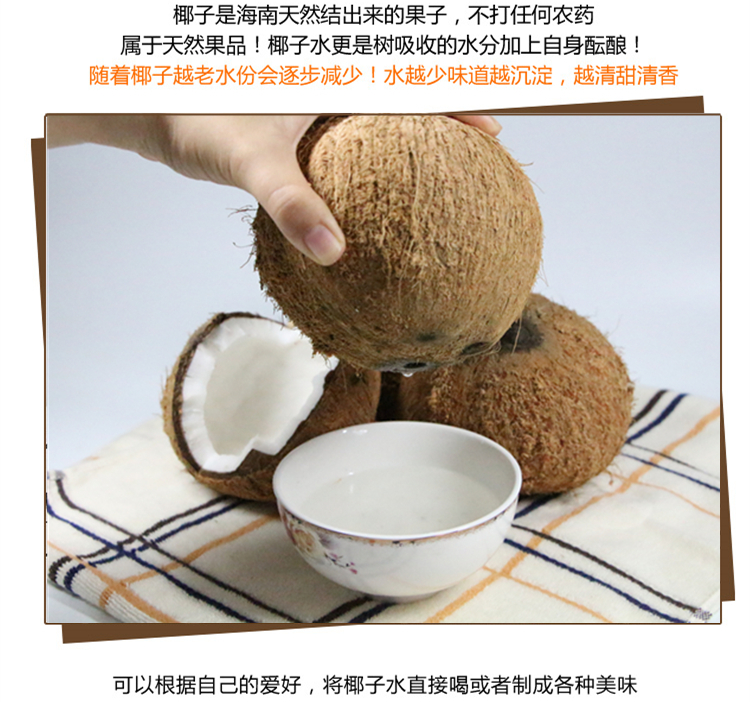 椰子是海南天然结出来的果子，不打任何农药
属于天然果品！椰子水更是树吸收的水分加上自身酝酿！
随着椰子越老水份会逐步减少！水越少味道越沉淀，越清甜清香
可以根据自己的爱好，将椰子水直接喝或者制成各种美味